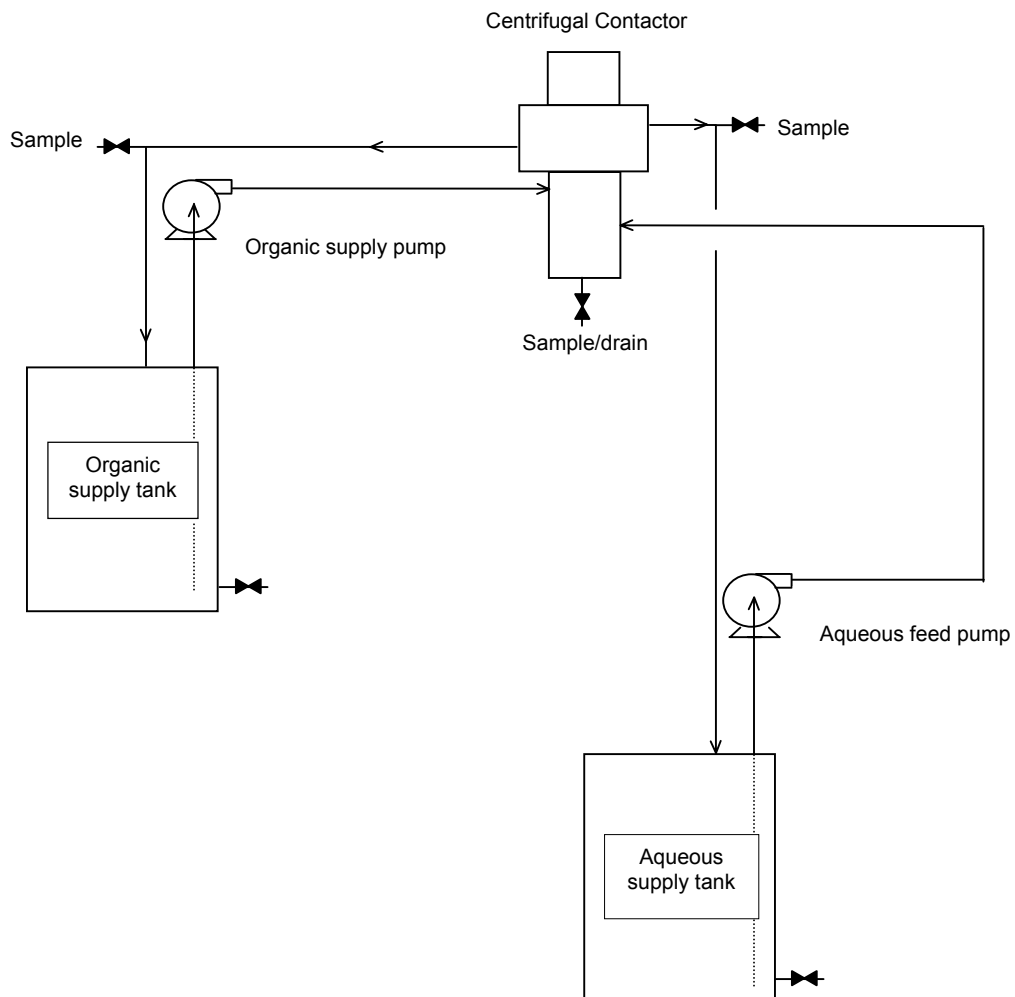 Centrifugal Contactor
Sample
Sample
Organic supply pump
Sample/drain
Organic
supply tank
Aqueous feed pump
Aqueous
supply tank